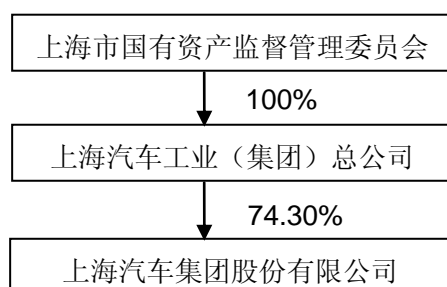 上海市国有资产监督管理委员会
100%
上海汽车工业（集团）总公司
74.30%
上海汽车集团股份有限公司